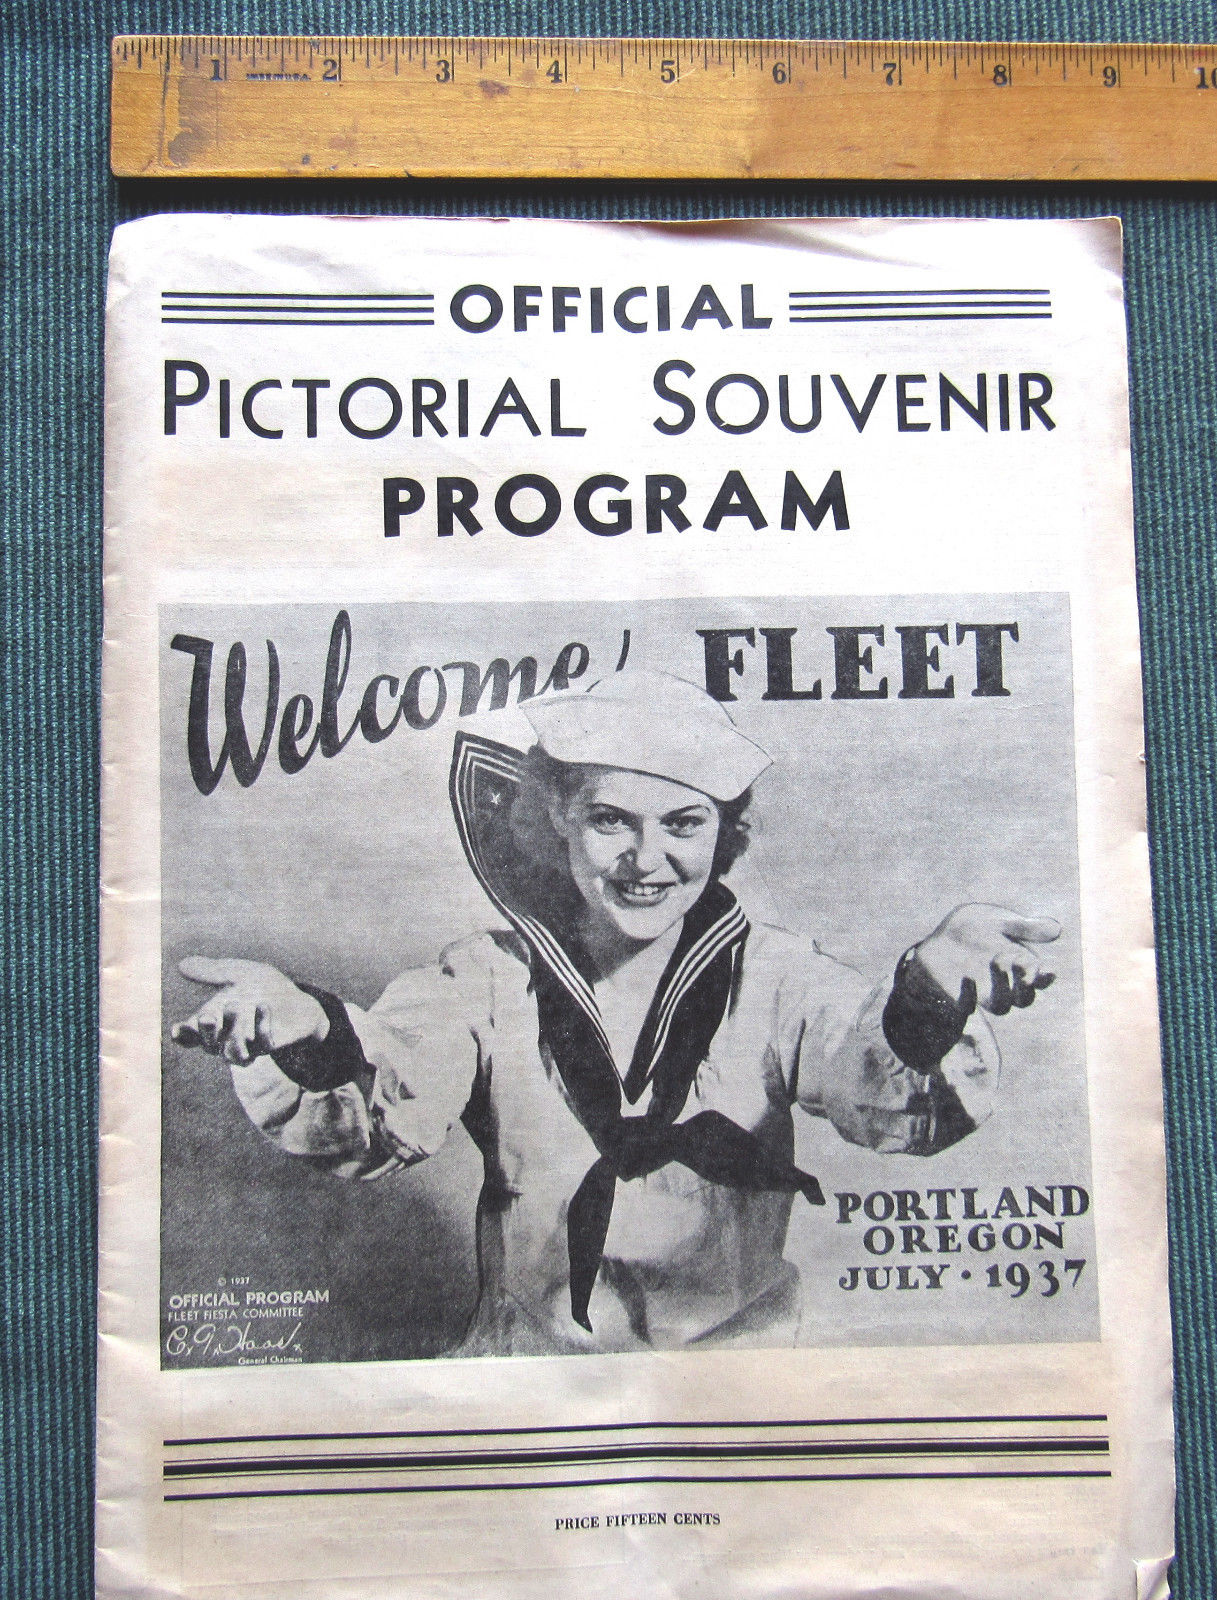 1 2 3 4 5 6 7 8 9 10
OFFICIAL
PICTORIAL SOUVENIR
PROGRAM
Welcome! FLEET
PORTLAND
OREGON
JULY • 1937
© 1937
OFFICIAL PROGRAM
FLEET FIESTA COMMITTEE
General Chairman
PRICE FIFTEEN CENTS